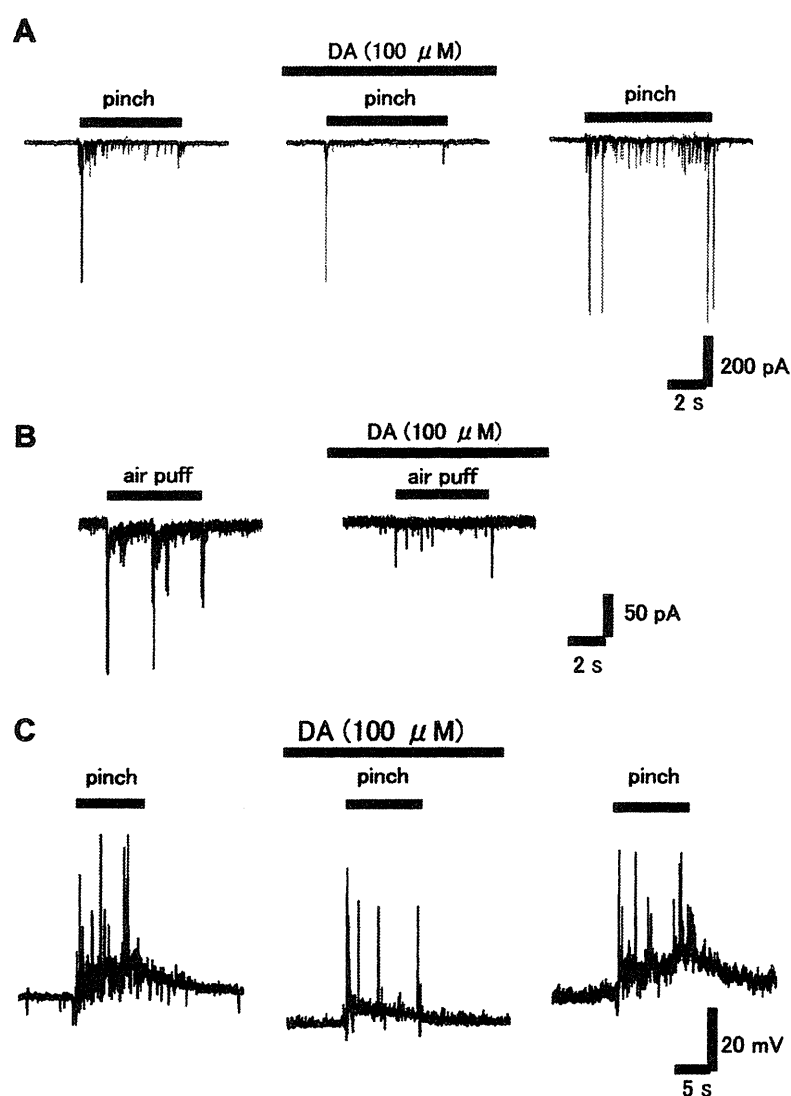 A
DA (100 μM)
pinch
pinch
pinch
200 pA
2 s
B
DA (100 μM)
air puff
air puff
50 pA
2 s
C
DA (100 μM)
pinch
pinch
pinch
20 mV
5 s